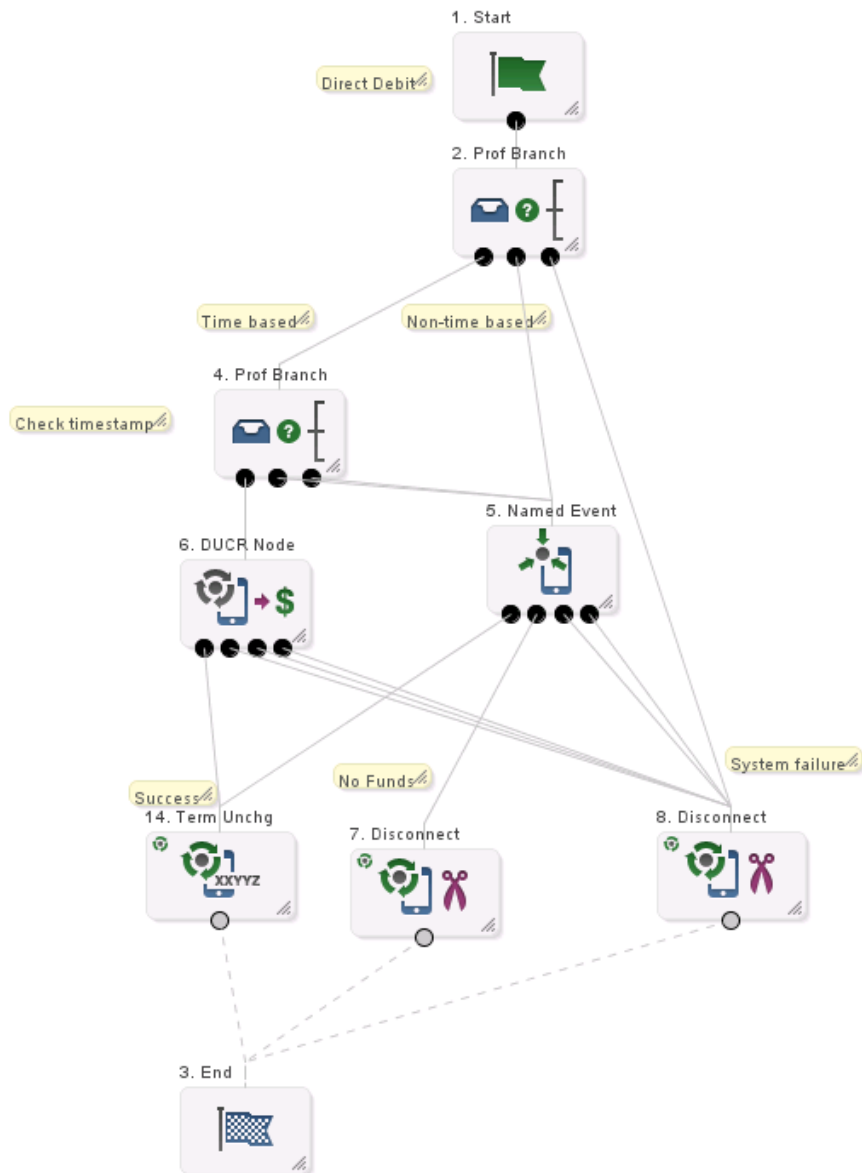 1. Start
Direct Debit
2. Prof Branch
Time based
Non-time based
4. Prof Branch
Check timestamp
5. Named Event
6. DUCR Node
$
System failure
No Funds
Success
14. Term Unchg
7. Disconnect
8. Disconnect
XXYYZ
3. End